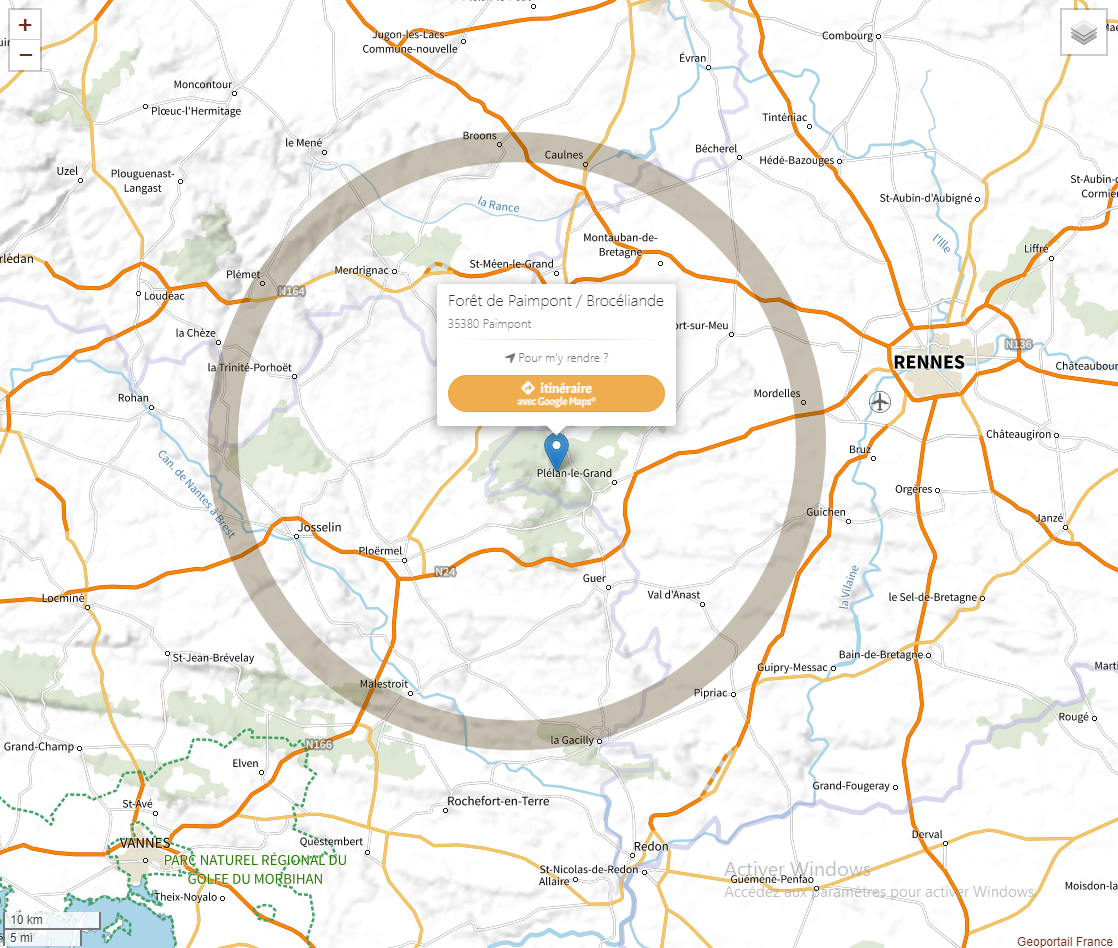 +
−
Jugon-les-Lacs-
Commune-nouvelle
Évran
Combourg
Moncontour
Plœuc-l'Hermitage
Tinténiac
Broons
le Mené
Caulnes
Bécherel
Hédé-Bazouges
Uzel
Plouguenast-
Langast
St-Aubin-d'Aubigné
St-Aubin-d
Cormie
la Rance
l'Ille
Montauban-de-
Bretagne
Liffré
rlédan
Plémet
Merdrignac
St-Méen-le-Grand
Loudéac
N164
Forêt de Paimpont / Brocéliande
35380 Paimpont
ort-sur-Meu
Pour m'y rendre ?
itinéraire
avec Google Maps®
la Chèze
N136
RENNES
la Trinité-Porhoët
Châteaubour
Rohan
Mordelles
Châteaugiron
Bruz
Can. de Nantes à Brest
Plélan-le-Grand
Orgères
Guichen
Janzé
Josselin
Ploërmel
N24
Guer
Val d'Anast
la Vilaine
le Sel-de-Bretagne
Locminé
St-Jean-Brévelay
Bain-de-Bretagne
Guipry-Messac
Marti
Malestroit
Pipriac
Rougé
Grand-Champ
N166
la Gacilly
Elven
Grand-Fougeray
St-Avé
Rochefort-en-Terre
VANNES
Questembert
Redon
Derval
PARC NATUREL RÉGIONAL DU
GOLFE DU MORBIHAN
St-Nicolas-de-Redon
Allaire
Guémené-Penfao
Activer Windows
Accédez aux paramètres pour activer Windows.
Moisdon-la
Theix-Noyalo
10 km
5 mi
Geoportail France